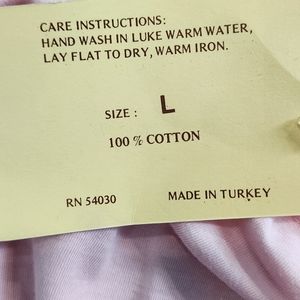 CARE INSTRUCTIONS:
HAND WASH IN LUKE WARM WATER,
LAY FLAT TO DRY, WARM IRON.
SIZE : L
100 % COTTON
RN 54030 MADE IN TURKEY